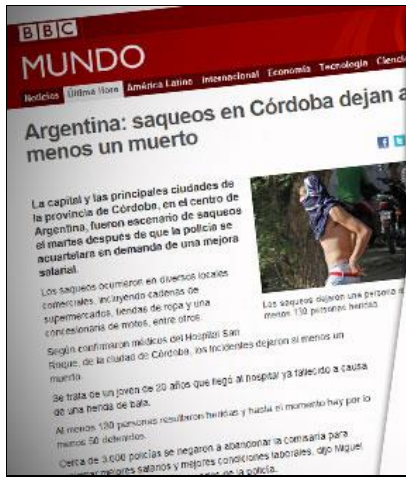 BBC
MUNDO
Noticias Última Hora América Latina Internacional Economía Tecnología Cienci
Argentina: saqueos en Córdoba dejan a
menos un muerto
La capital y las principales ciudades de
la provincia de Córdoba, en el centro de
Argentina, fueron escenario de saqueos
el martes después de que la policía se
acuartelara en demanda de una mejora
salarial.
Los saqueos dejaron una persona
menos 130 personas heridas
Los saqueos ocurrieron en diversos locales
comerciales, incluyendo cadenas de
supermercados, tiendas de ropa y una
concesionaria de motos, entre otros.
Según confirmaron médicos del Hospital San
Roque, de la ciudad de Córdoba, los incidentes dejaron al menos un
muerto.
Se trata de un joven de 20 años que llegó al hospital ya fallecido a causa
de una herida de bala.
Al menos 130 personas resultaron heridas y hasta el momento hay por lo
menos 50 detenidos.
Cerca de 3.000 policías se negaron a abandonar la comisaría para
mejores salarios y mejores condiciones laborales, dijo Miguel
de la policía.